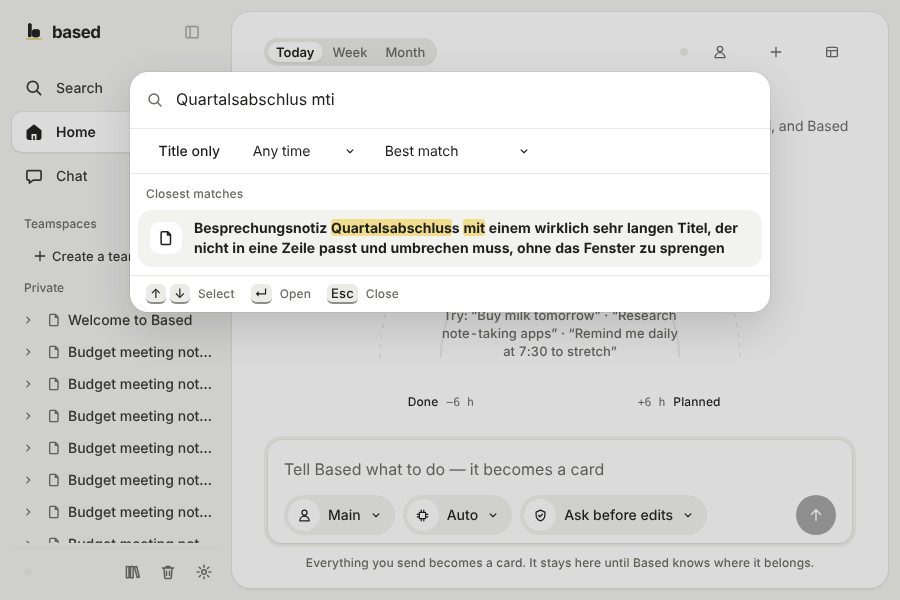 based
Search
Home
Chat
Teamspaces
Create a tea
Private
Welcome to Based
Budget meeting not...
Budget meeting not...
Budget meeting not...
Budget meeting not...
Budget meeting not...
Budget meeting not...
Budget meeting not...
Today Week Month
, and Based
Quartalsabschlus mti
Title only Any time Best match
Closest matches
Besprechungsnotiz Quartalsabschluss mit einem wirklich sehr langen Titel, der
nicht in eine Zeile passt und umbrechen muss, ohne das Fenster zu sprengen
↑ ↓ Select ↵ Open Esc Close
Try: “Buy milk tomorrow” · “Research
note-taking apps” · “Remind me daily
at 7:30 to stretch”
Done −6 h +6 h Planned
Tell Based what to do — it becomes a card
Main Auto Ask before edits
Everything you send becomes a card. It stays here until Based knows where it belongs.